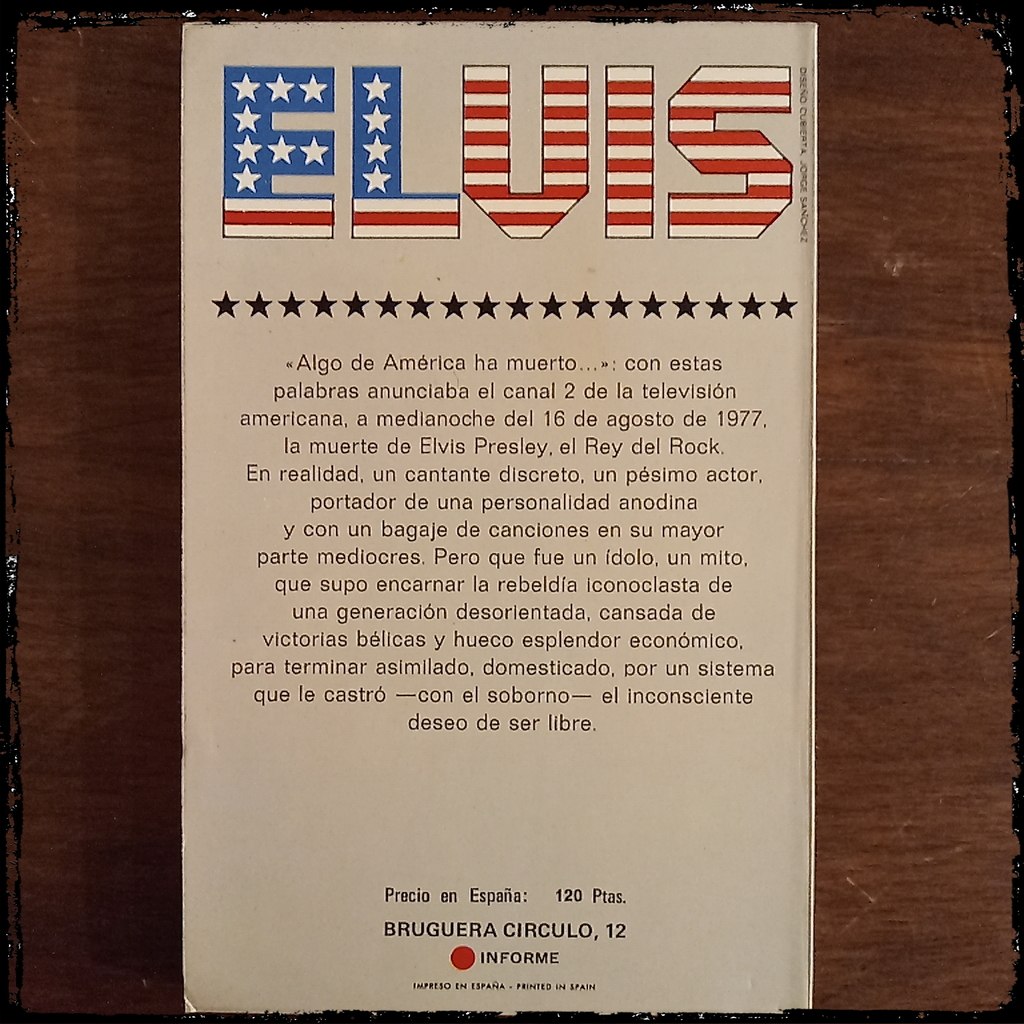 ELVIS
DISEÑO CUBIERTA, JORGE SANCHEZ
«Algo de América ha muerto...»: con estas
palabras anunciaba el canal 2 de la televisión
americana, a medianoche del 16 de agosto de 1977,
la muerte de Elvis Presley, el Rey del Rock.
En realidad, un cantante discreto, un pésimo actor,
portador de una personalidad anodina
y con un bagaje de canciones en su mayor
parte mediocres. Pero que fue un ídolo, un mito,
que supo encarnar la rebeldía iconoclasta de
una generación desorientada, cansada de
victorias bélicas y hueco esplendor económico,
para terminar asimilado, domesticado, por un sistema
que le castró —con el soborno— el inconsciente
deseo de ser libre.
Precio en España: 120 Ptas.
BRUGUERA CIRCULO, 12
INFORME
IMPRESO EN ESPAÑA - PRINTED IN SPAIN